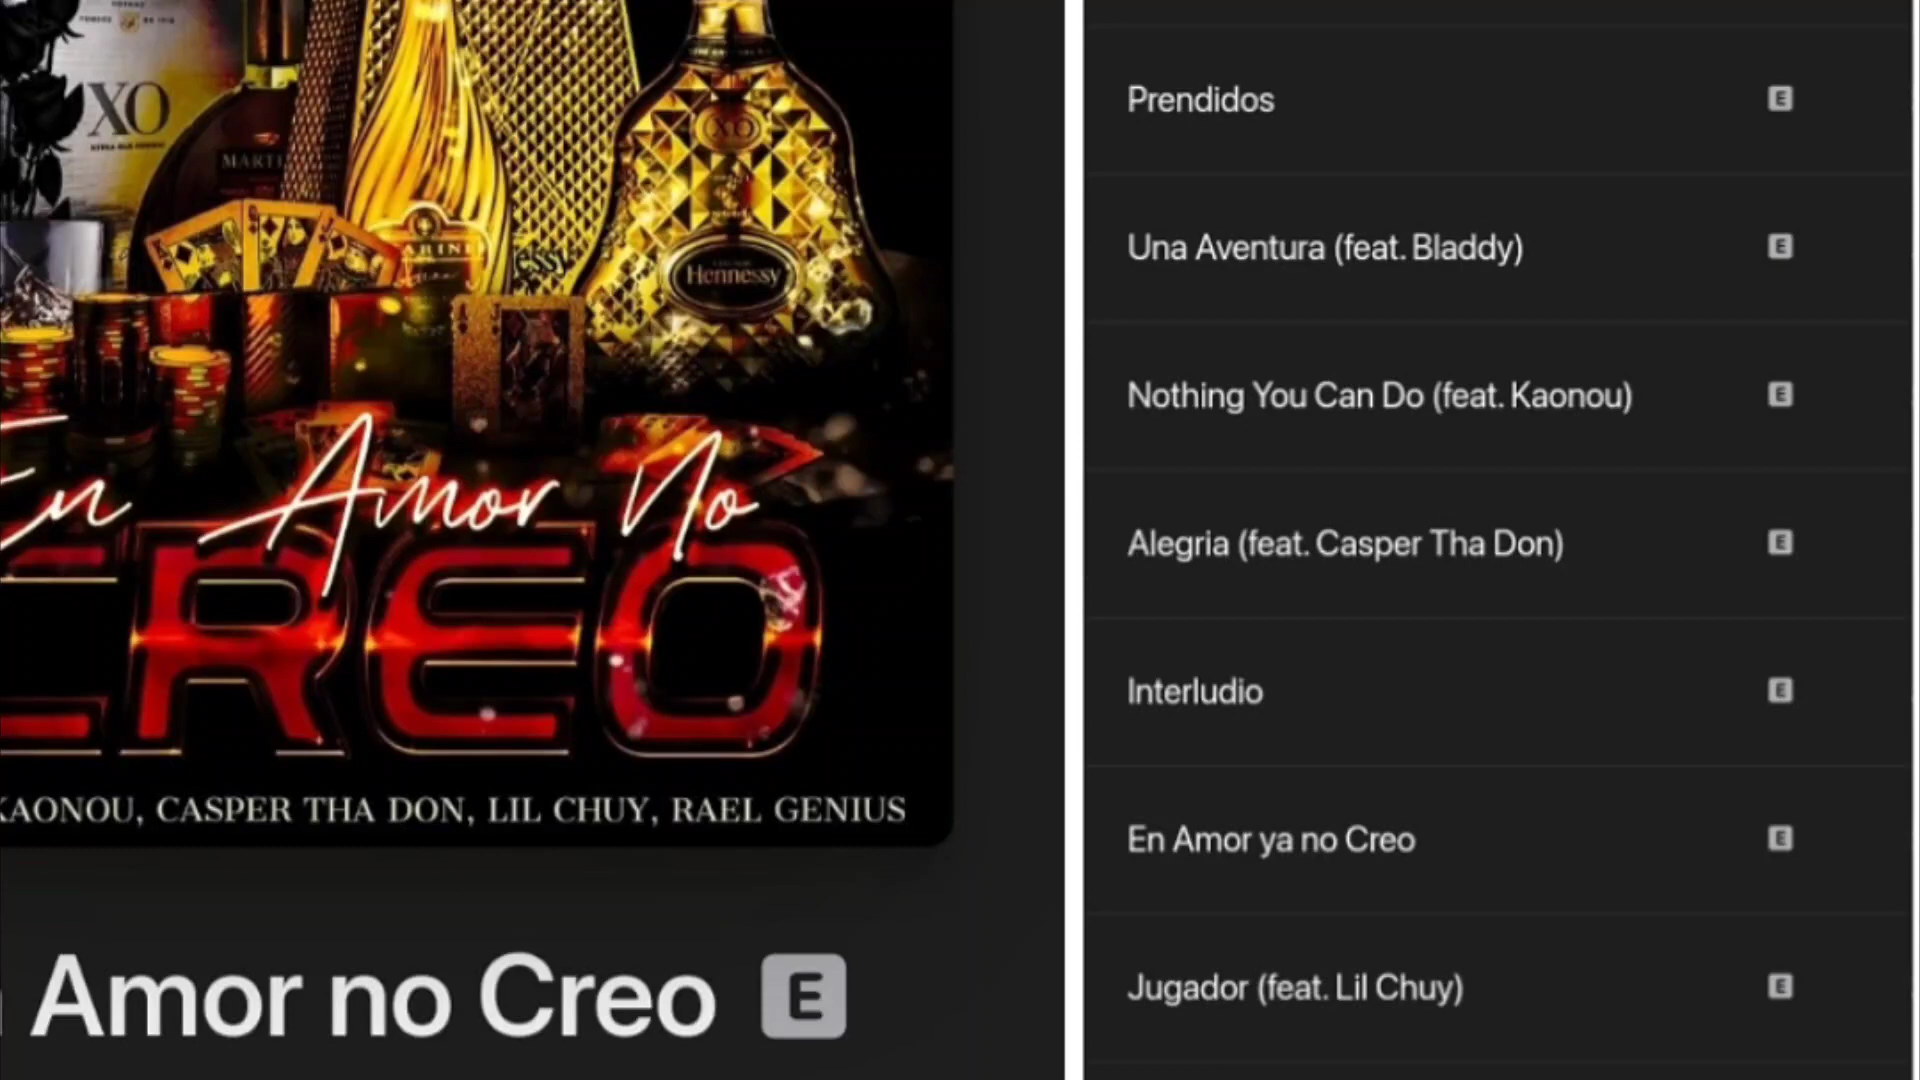 XO
MARTI
XO
Hennessy
En Amor No
CREO
KAONOU, CASPER THA DON, LIL CHUY, RAEL GENIUS
Amor no Creo E
Prendidos E
Una Aventura (feat. Bladdy) E
Nothing You Can Do (feat. Kaonou) E
Alegria (feat. Casper Tha Don) E
Interludio E
En Amor ya no Creo E
Jugador (feat. Lil Chuy) E